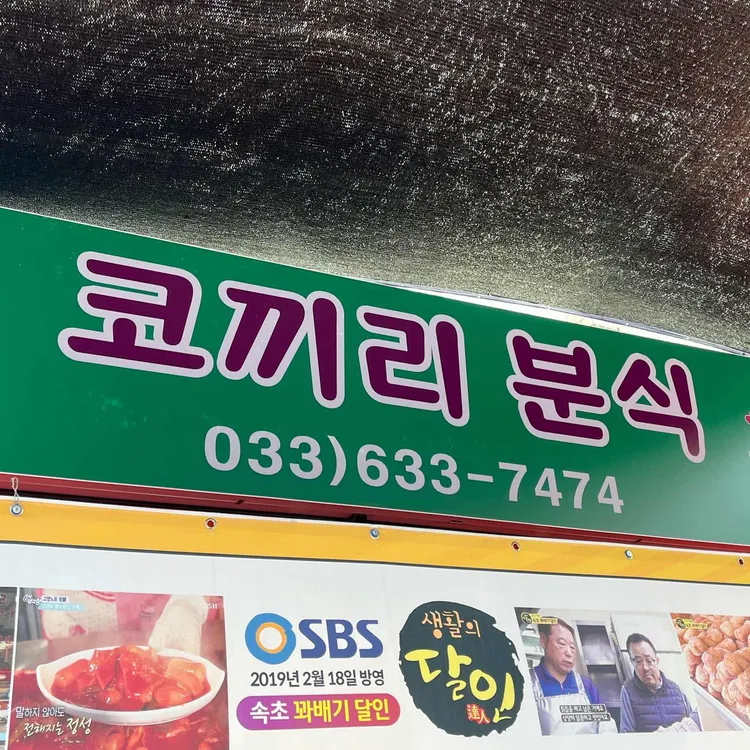 코끼리 분식
033)633-7474
SBS
2019년 2월 18일 방영
속초 꽈배기 달인
생활의
달인
達人
말하지 않아도
전해지는 정성